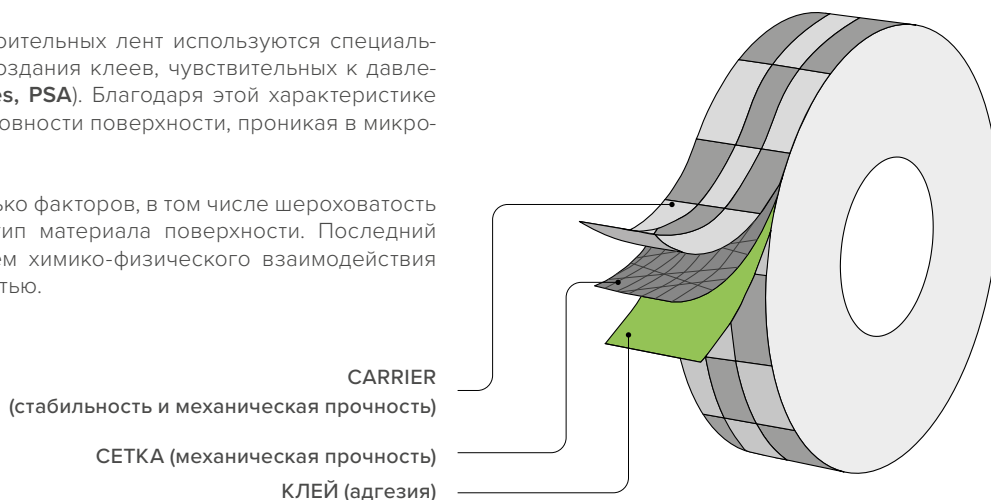 оительных лент используются специаль-
оздания клеев, чувствительных к давле-
es, PSA). Благодаря этой характеристике
овности поверхности, проникая в микро-
ько факторов, в том числе шероховатость
тип материала поверхности. Последний
ем химико-физического взаимодействия
тью.
CARRIER
(стабильность и механическая прочность)
СЕТКА (механическая прочность)
КЛЕЙ (адгезия)